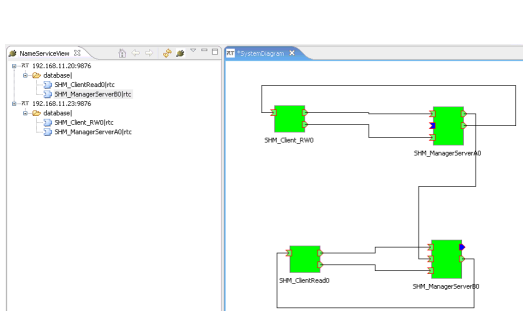 NameServiceView
*SystemDiagram
192.168.11.20:9876
database|
SHM_ClientRead0|rtc
SHM_ManagerServerB0|rtc
192.168.11.23:9876
database|
SHM_Client_RW0|rtc
SHM_ManagerServerA0|rtc
SHM_Client_RW0
SHM_ManagerServerA0
SHM_ClientRead0
SHM_ManagerServerB0